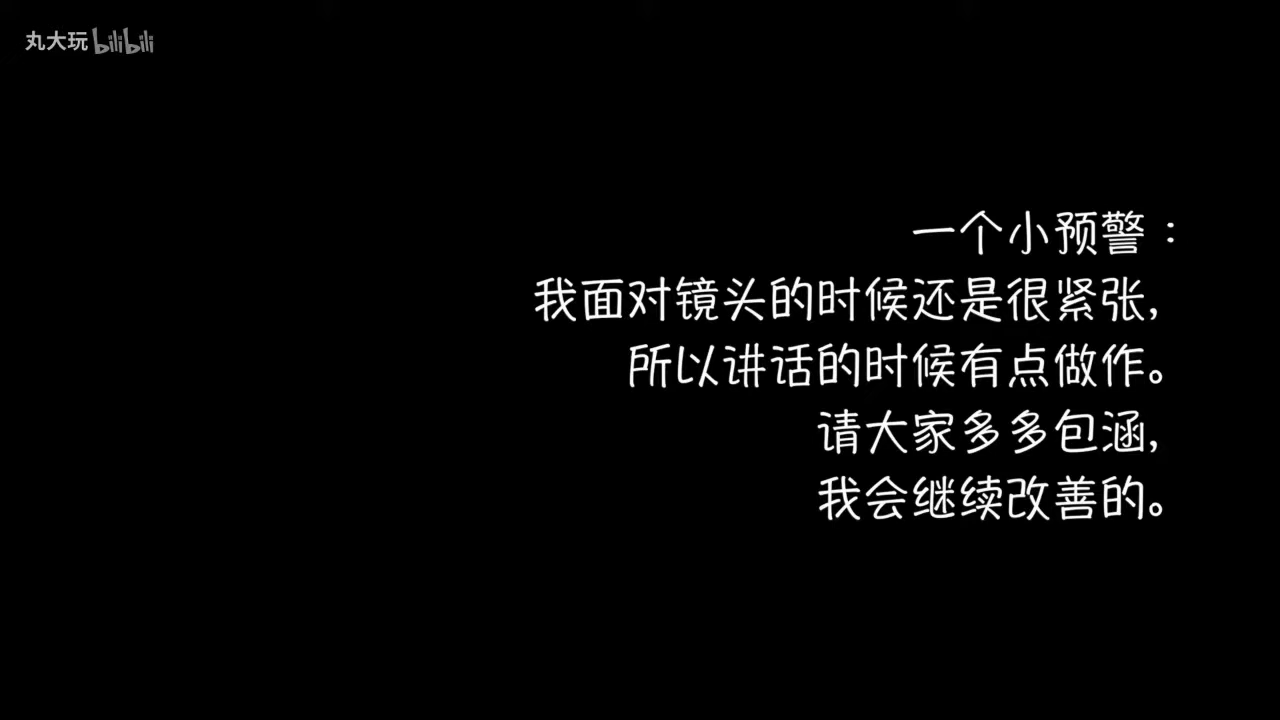 丸大玩 bilibili
一个小预警：
我面对镜头的时候还是很紧张,
所以讲话的时候有点做作。
请大家多多包涵,
我会继续改善的。